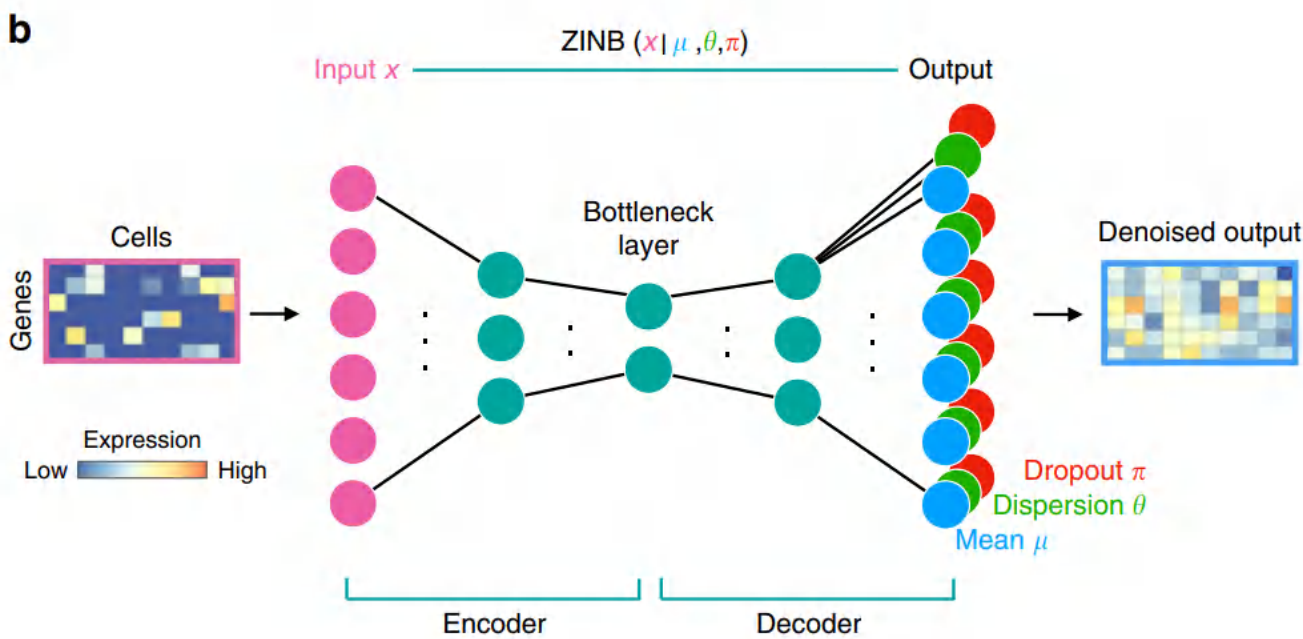 b
ZINB (x | μ ,θ,π)
Input x
Output
Bottleneck
layer
Cells
Genes
Denoised output
Expression
Low
High
Dropout π
Dispersion θ
Mean μ
Encoder
Decoder